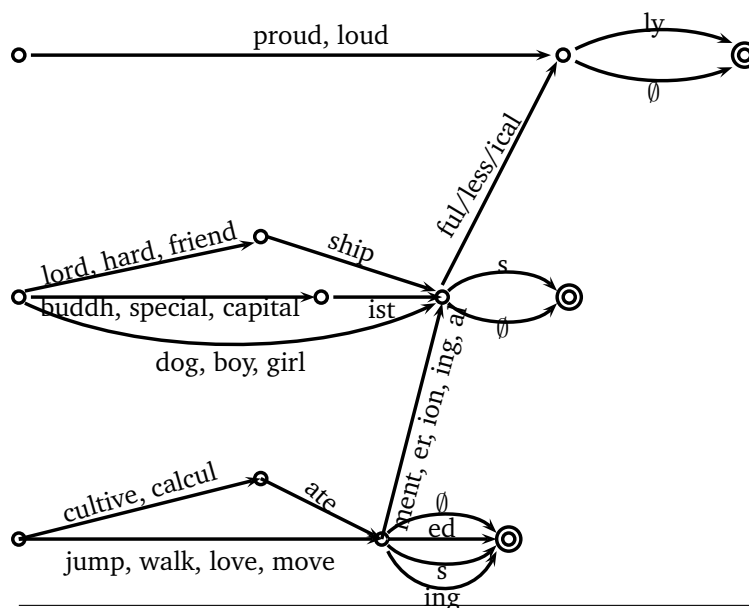 proud, loud
ly
∅
ful/less/ical
lord, hard, friend
ship
buddh, special, capital
ist
dog, boy, girl
s
∅
ment, er, ion, ing, al
cultive, calcul
ate
jump, walk, love, move
∅
ed
s
ing